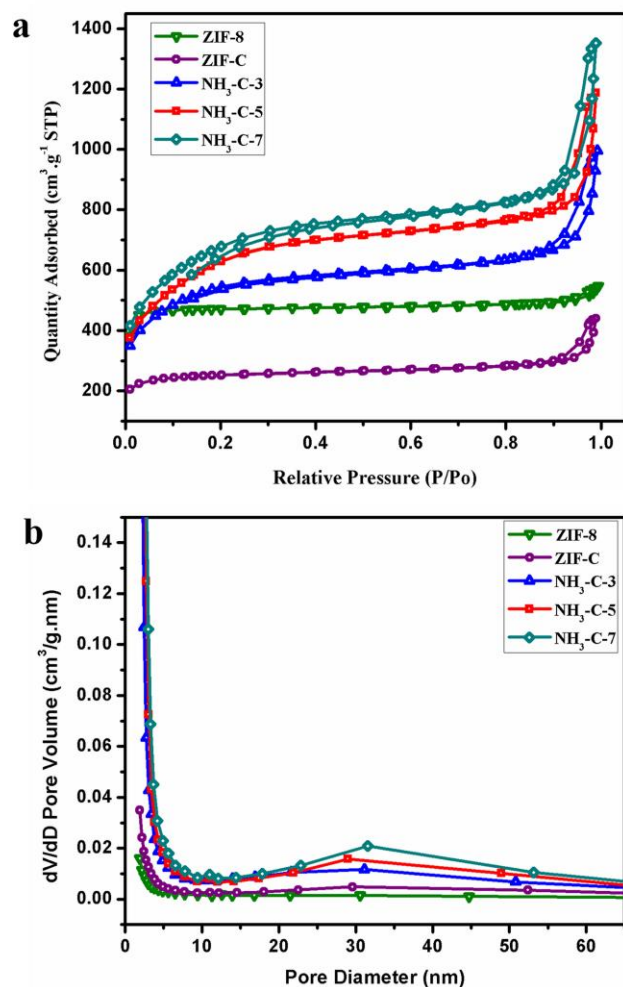 a
1400
1200
1000
800
600
400
200
Quantity Adsorbed (cm³.g⁻¹ STP)
ZIF-8
ZIF-C
NH₃-C-3
NH₃-C-5
NH₃-C-7
0.0 0.2 0.4 0.6 0.8 1.0
Relative Pressure (P/Po)
b
0.14
0.12
0.10
0.08
0.06
0.04
0.02
0.00
dV/dD Pore Volume (cm³/g.nm)
ZIF-8
ZIF-C
NH₃-C-3
NH₃-C-5
NH₃-C-7
0 10 20 30 40 50 60
Pore Diameter (nm)